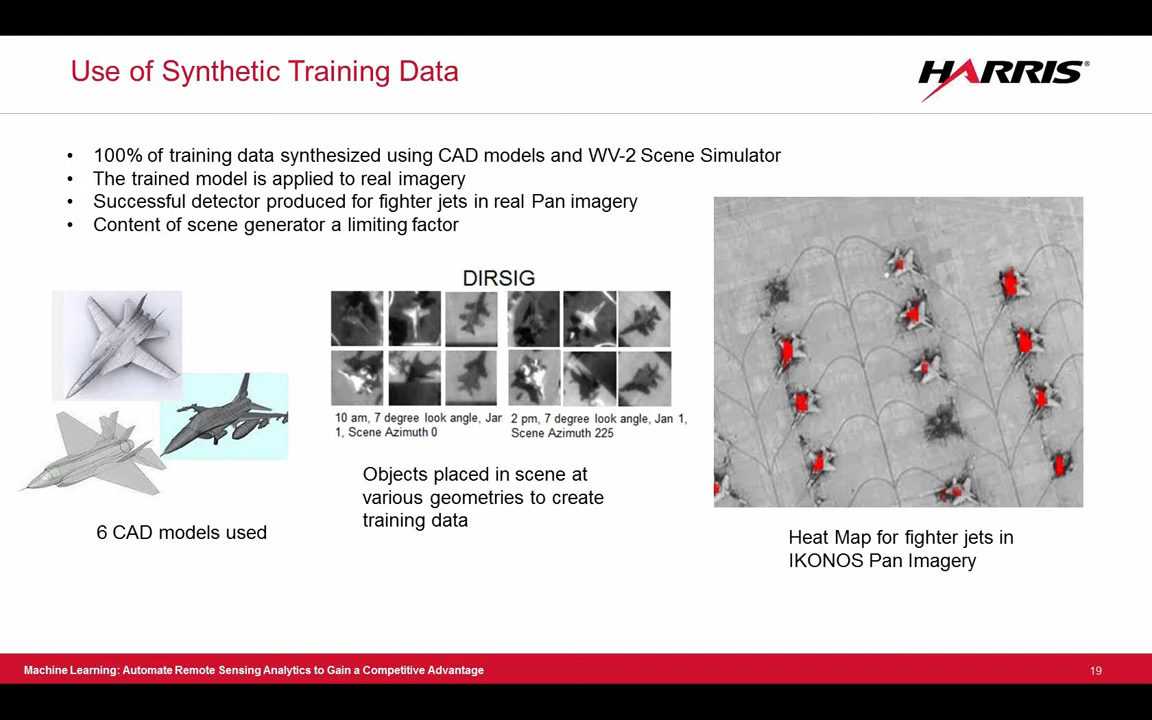 Use of Synthetic Training Data
HARRIS®
• 100% of training data synthesized using CAD models and WV-2 Scene Simulator
• The trained model is applied to real imagery
• Successful detector produced for fighter jets in real Pan imagery
• Content of scene generator a limiting factor
DIRSIG
10 am, 7 degree look angle, Jan
1, Scene Azimuth 0
2 pm, 7 degree look angle, Jan 1,
Scene Azimuth 225
Objects placed in scene at
various geometries to create
training data
6 CAD models used
Heat Map for fighter jets in
IKONOS Pan Imagery
Machine Learning: Automate Remote Sensing Analytics to Gain a Competitive Advantage
19